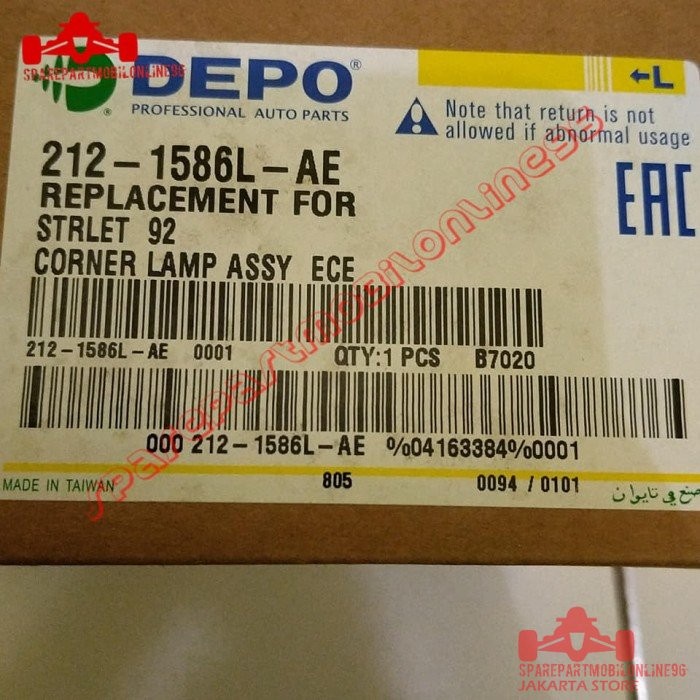 SPAREPARTMOBILONLINE96
DEPO®
PROFESSIONAL AUTO PARTS
←L
Note that return is not
allowed if abnormal usage
212-1586L-AE
REPLACEMENT FOR
STRLET 92
CORNER LAMP ASSY ECE
EAC
212-1586L-AE 0001 QTY:1 PCS B7020
000 212-1586L-AE %04163384%0001
MADE IN TAIWAN 805 0094 / 0101 صنع في تايوان
sparepartmobilonline96
SPAREPARTMOBILONLINE96
JAKARTA STORE